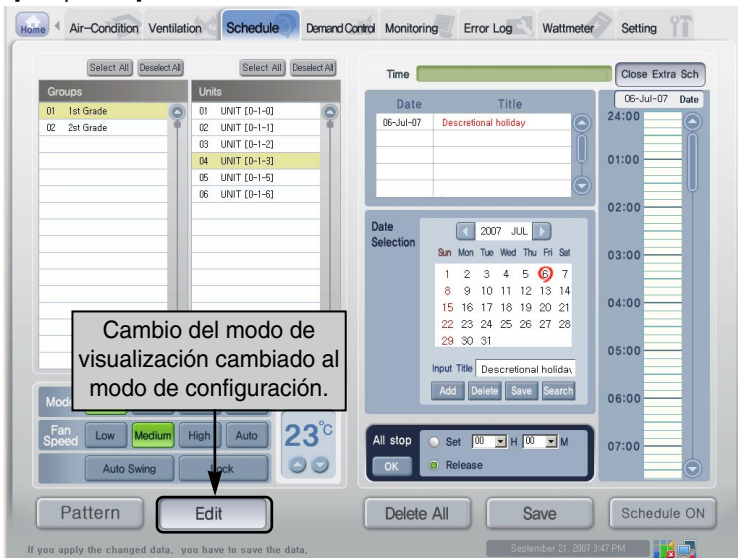 Home Air-Condition Ventilation Schedule Demand Control Monitoring Error Log Wattmeter Setting
Select All Deselect All Select All Deselect All
Groups Units
01 1st Grade
02 2st Grade
01 UNIT [0-1-0]
02 UNIT [0-1-1]
03 UNIT [0-1-2]
04 UNIT [0-1-3]
05 UNIT [0-1-5]
06 UNIT [0-1-6]
Cambio del modo de
visualización cambiado al
modo de configuración.
Fan Speed Low Medium High Auto
23°C
Auto Swing
Pattern Edit
Time Close Extra Sch
Date Title
06-Jul-07 Descretional holiday
Date Selection
2007 JUL
Sun Mon Tue Wed Thu Fri Sat
1 2 3 4 5 6 7
8 9 10 11 12 13 14
15 16 17 18 19 20 21
22 23 24 25 26 27 28
29 30 31
Input Title Descretional holiday
Add Delete Save Search
All stop Set 00 H 00 M
OK Release
06-Jul-07 Date
24:00
01:00
02:00
03:00
04:00
05:00
06:00
07:00
Delete All Save Schedule ON
If you apply the changed data, you have to save the data.
September 21, 2007 3:47 PM